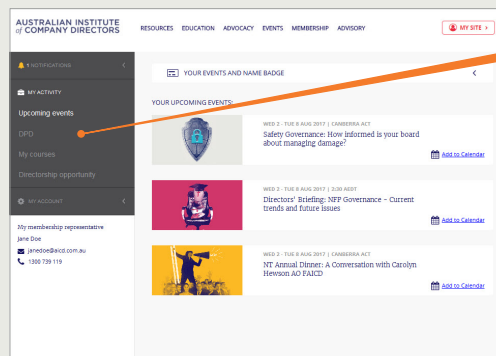 AUSTRALIAN INSTITUTE
of COMPANY DIRECTORS
RESOURCES EDUCATION ADVOCACY EVENTS MEMBERSHIP ADVISORY
MY SITE >
1 NOTIFICATIONS
MY ACTIVITY
Upcoming events
DPD
My courses
Directorship opportunity
MY ACCOUNT
My membership representative
Jane Doe
janedoe@aicd.com.au
1300 739 119
YOUR EVENTS AND NAME BADGE
YOUR UPCOMING EVENTS:
WED 2 - TUE 8 AUG 2017 | CANBERRA ACT
Safety Governance: How informed is your board
about managing damage?
Add to Calendar
WED 2 - TUE 8 AUG 2017 | 3:30 AEDT
Directors' Briefing: NFP Governance - Current
trends and future issues
Add to Calendar
WED 2 - TUE 8 AUG 2017 | CANBERRA ACT
NT Annual Dinner: A Conversation with Carolyn
Hewson AO FAICD
Add to Calendar